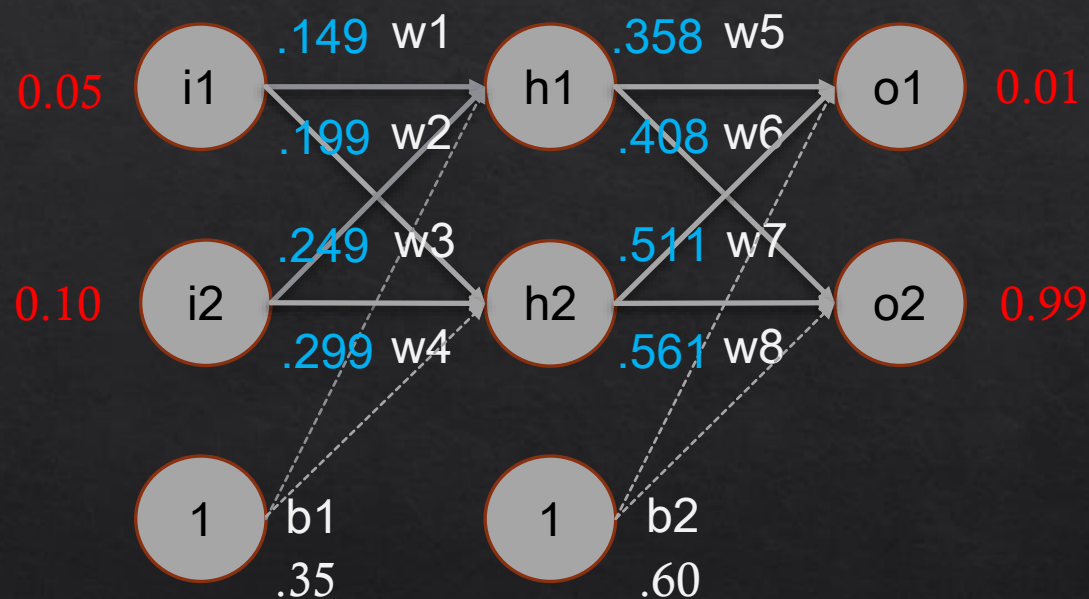 .149 w1 .358 w5
0.05 i1 h1 o1 0.01
.199 w2 .408 w6
.249 w3 .511 w7
0.10 i2 h2 o2 0.99
.299 w4 .561 w8
1 b1 1 b2
.35 .60